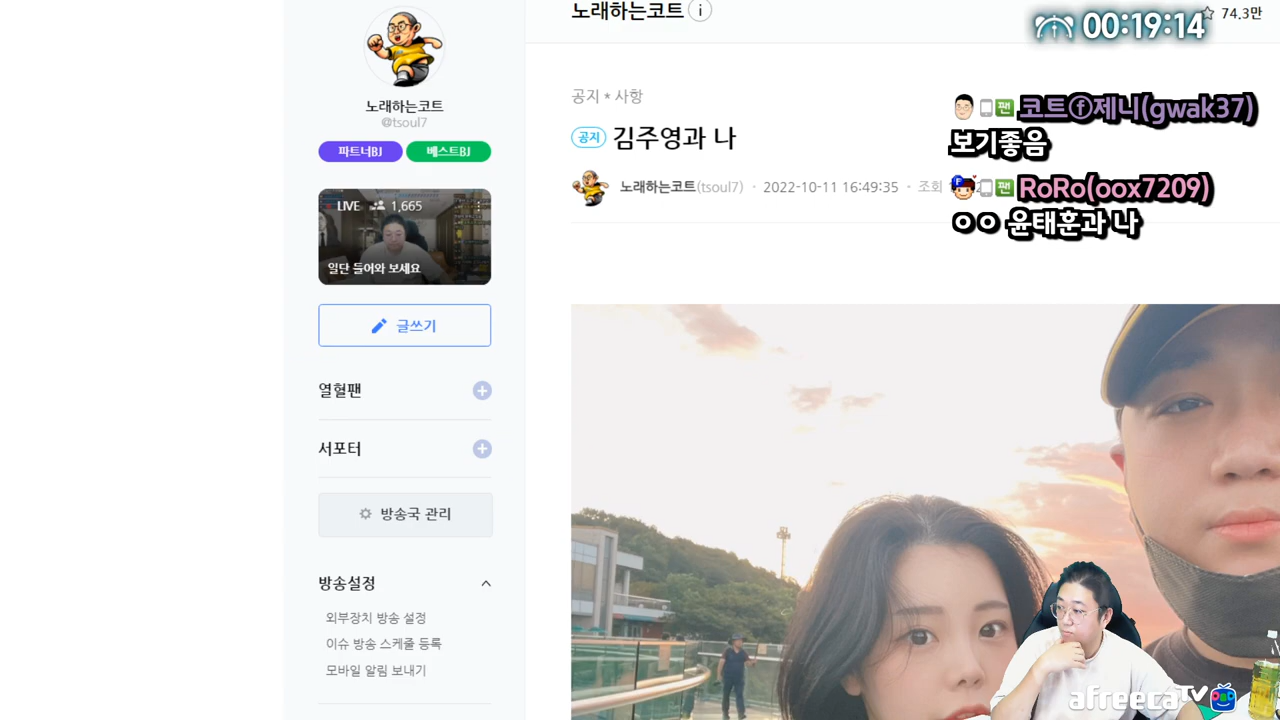 노래하는코트
74.3만
00:19:14
노래하는코트
@tsoul7
파트너BJ
베스트BJ
LIVE 1,665
일단 들어와 보세요
글쓰기
열혈팬
서포터
방송국 관리
방송설정
외부장치 방송 설정
이슈 방송 스케줄 등록
모바일 알림 보내기
공지 * 사항
공지 김주영과 나
노래하는코트(tsoul7) · 2022-10-11 16:49:35 · 조회
팬 코트ⓕ제니(gwak37)
보기좋음
팬 RoRo(oox7209)
ㅇㅇ 윤태훈과 나
afreecaTV